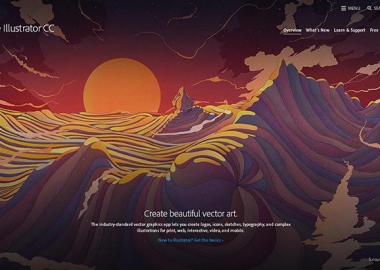 MENU
Illustrator CC
Overview What's New Learn & Support Free
Create beautiful vector art.
The industry-standard vector graphics app lets you create logos, icons, sketches, typography, and complex
illustrations for print, web, interactive, video, and mobile.
New to Illustrator? Get the basics ›